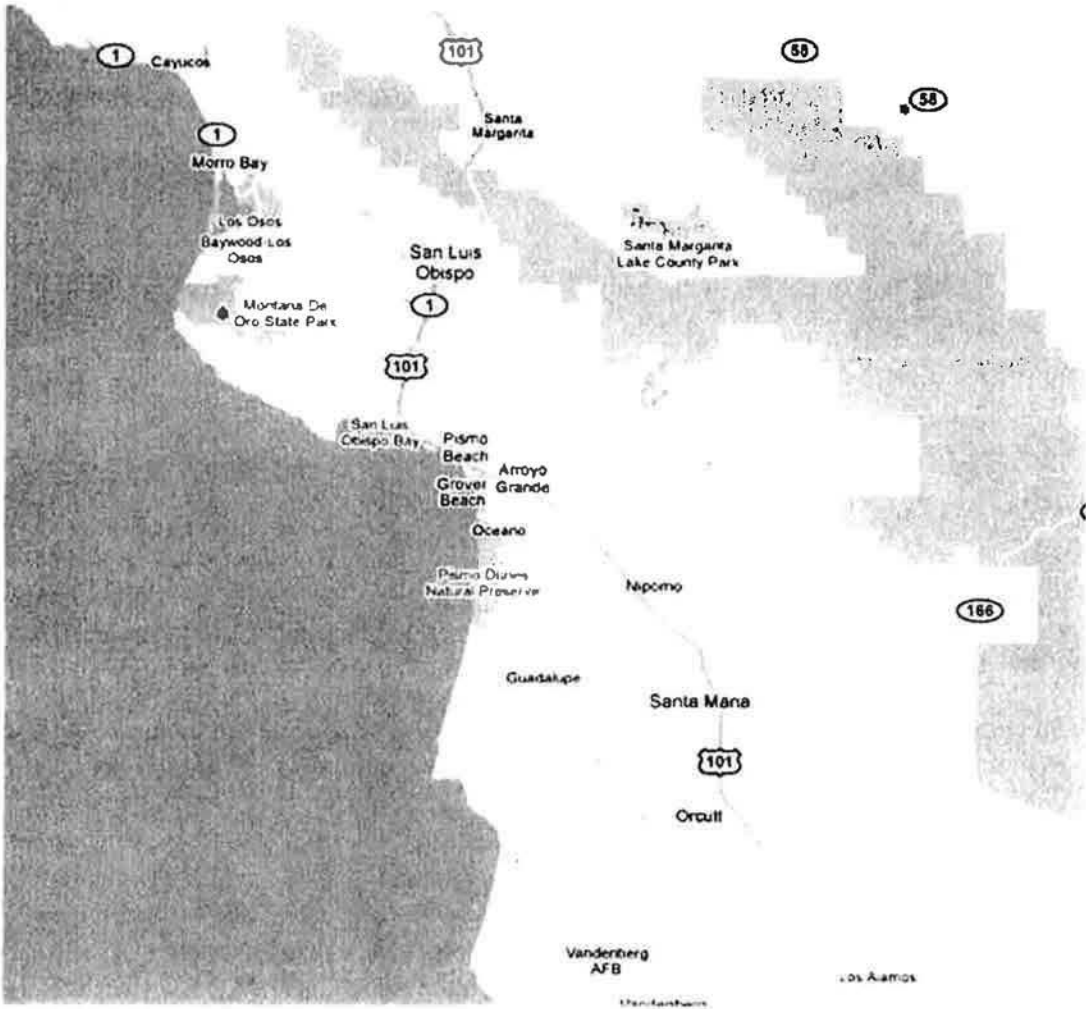 1
Cayucos
101
58
58
Santa
Margarita
1
Morro Bay
Los Osos
Baywood-Los
Osos
San Luis
Obispo
Santa Margarita
Lake County Park
1
Montana De
Oro State Park
101
San Luis
Obispo Bay
Pismo
Beach
Arroyo
Grande
Grover
Beach
Oceano
Pismo Dunes
Natural Preserve
Nipomo
166
Guadalupe
Santa Maria
101
Orcutt
Vandenberg
AFB
Los Alamos